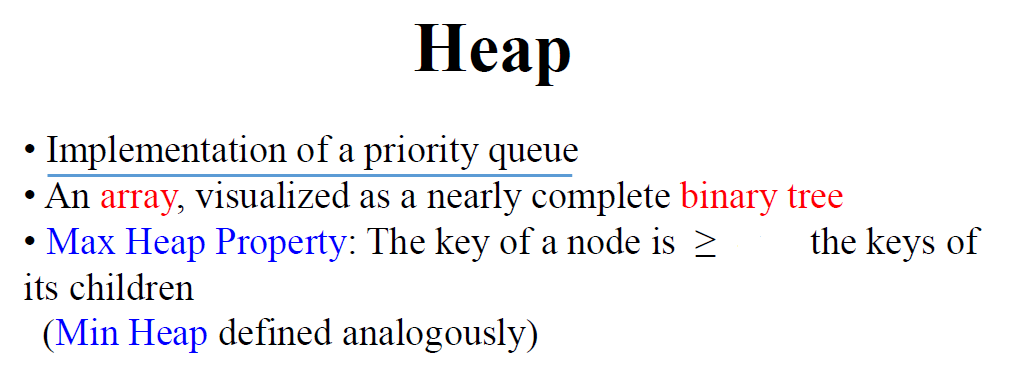 Heap
• Implementation of a priority queue
• An array, visualized as a nearly complete binary tree
• Max Heap Property: The key of a node is ≥ the keys of
its children
(Min Heap defined analogously)